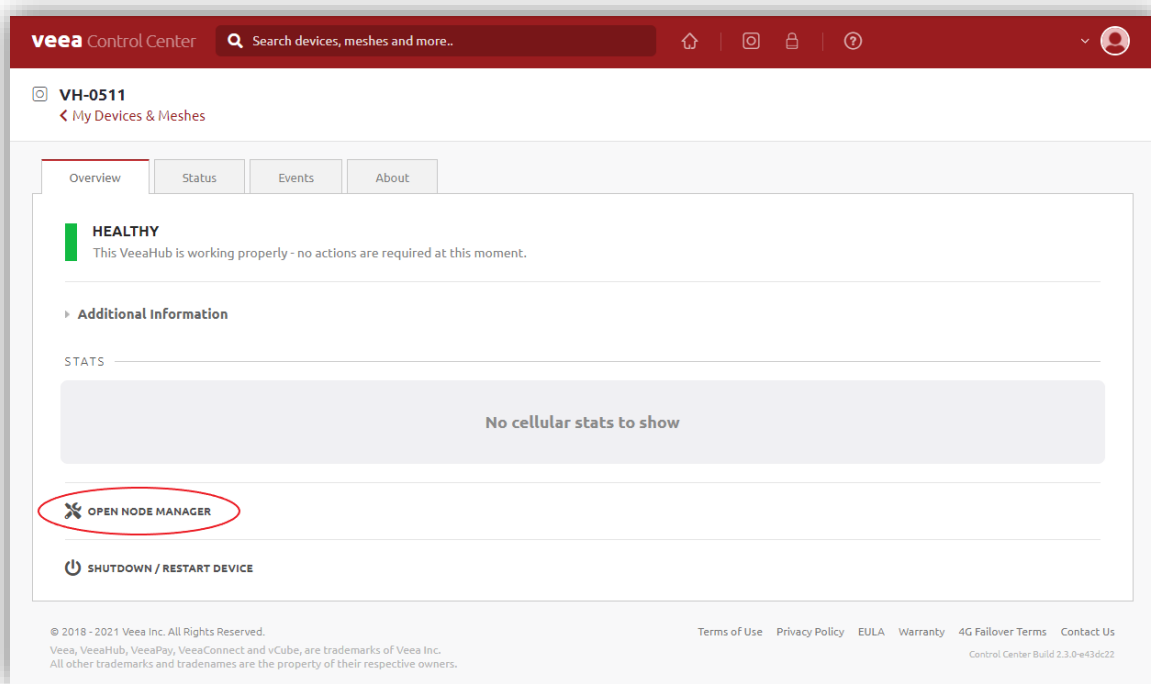 veea Control Center
Search devices, meshes and more..
VH-0511
My Devices & Meshes
Overview
Status
Events
About
HEALTHY
This VeeaHub is working properly - no actions are required at this moment.
Additional Information
STATS
No cellular stats to show
OPEN NODE MANAGER
SHUTDOWN / RESTART DEVICE
© 2018 - 2021 Veea Inc. All Rights Reserved.
Veea, VeeaHub, VeeaPay, VeeaConnect and vCube, are trademarks of Veea Inc.
All other trademarks and tradenames are the property of their respective owners.
Terms of Use Privacy Policy EULA Warranty 4G Failover Terms Contact Us
Control Center Build 2.3.0-e43dc22